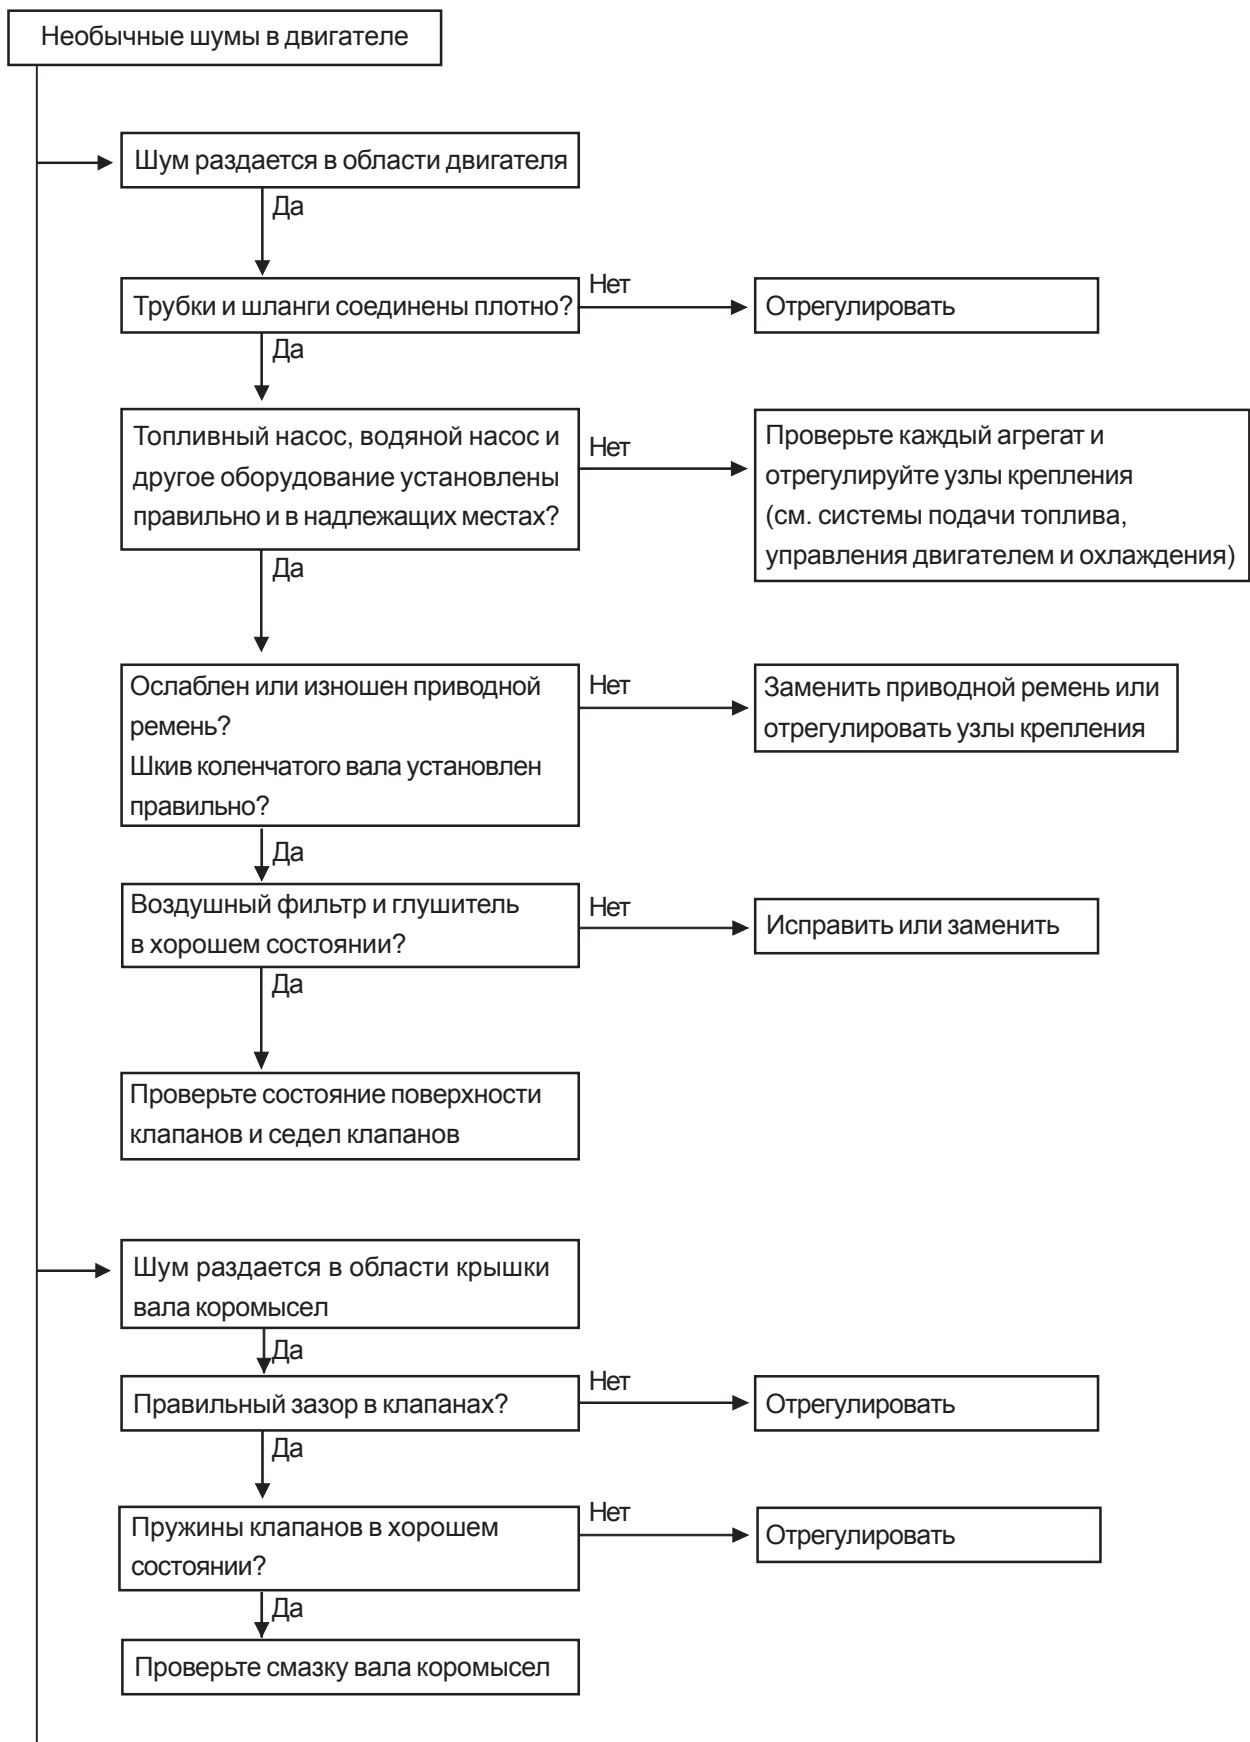 Необычные шумы в двигателе
Шум раздается в области двигателя
Да
Трубки и шланги соединены плотно?
Нет
Отрегулировать
Да
Топливный насос, водяной насос и
другое оборудование установлены
правильно и в надлежащих местах?
Нет
Проверьте каждый агрегат и
отрегулируйте узлы крепления
(см. системы подачи топлива,
управления двигателем и охлаждения)
Да
Ослаблен или изношен приводной
ремень?
Шкив коленчатого вала установлен
правильно?
Нет
Заменить приводной ремень или
отрегулировать узлы крепления
Да
Воздушный фильтр и глушитель
в хорошем состоянии?
Нет
Исправить или заменить
Да
Проверьте состояние поверхности
клапанов и седел клапанов
Шум раздается в области крышки
вала коромысел
Да
Правильный зазор в клапанах?
Нет
Отрегулировать
Да
Пружины клапанов в хорошем
состоянии?
Нет
Отрегулировать
Да
Проверьте смазку вала коромысел